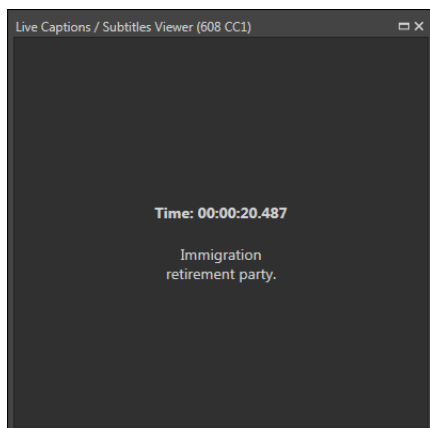 Live Captions / Subtitles Viewer (608 CC1)
Time: 00:00:20.487
Immigration
retirement party.